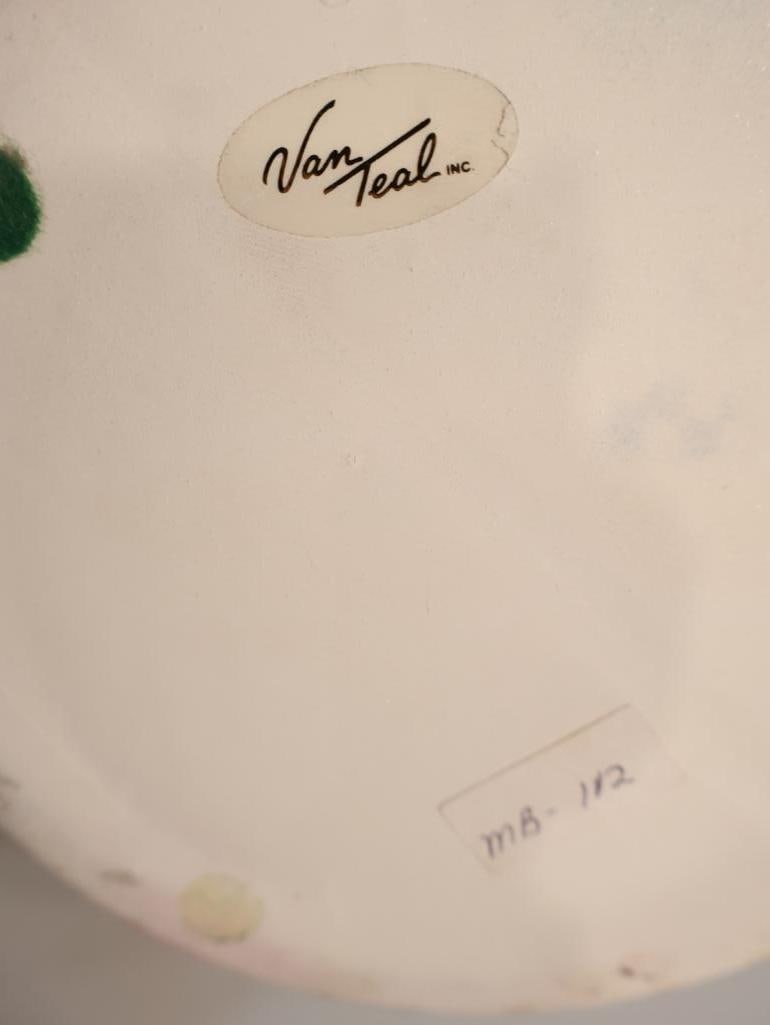 Van Teal INC.
MB- 112